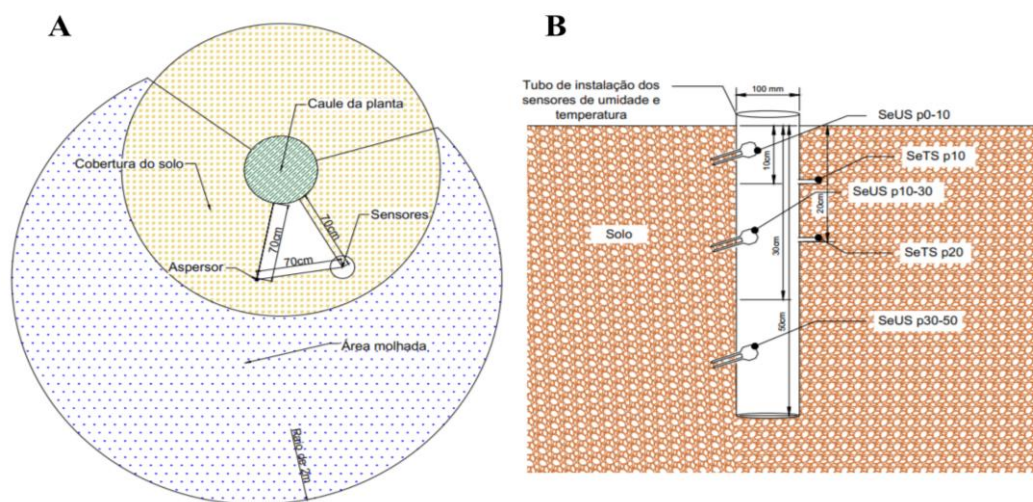 A
Caule da planta
Cobertura do solo
Sensores
70cm
70cm
70cm
Aspersor
Área molhada
Raio de 2m
B
100 mm
Tubo de instalação dos
sensores de umidade e
temperatura
SeUS p0-10
10cm
SeTS p10
SeUS p10-30
20cm
Solo
30cm
SeTS p20
50cm
SeUS p30-50